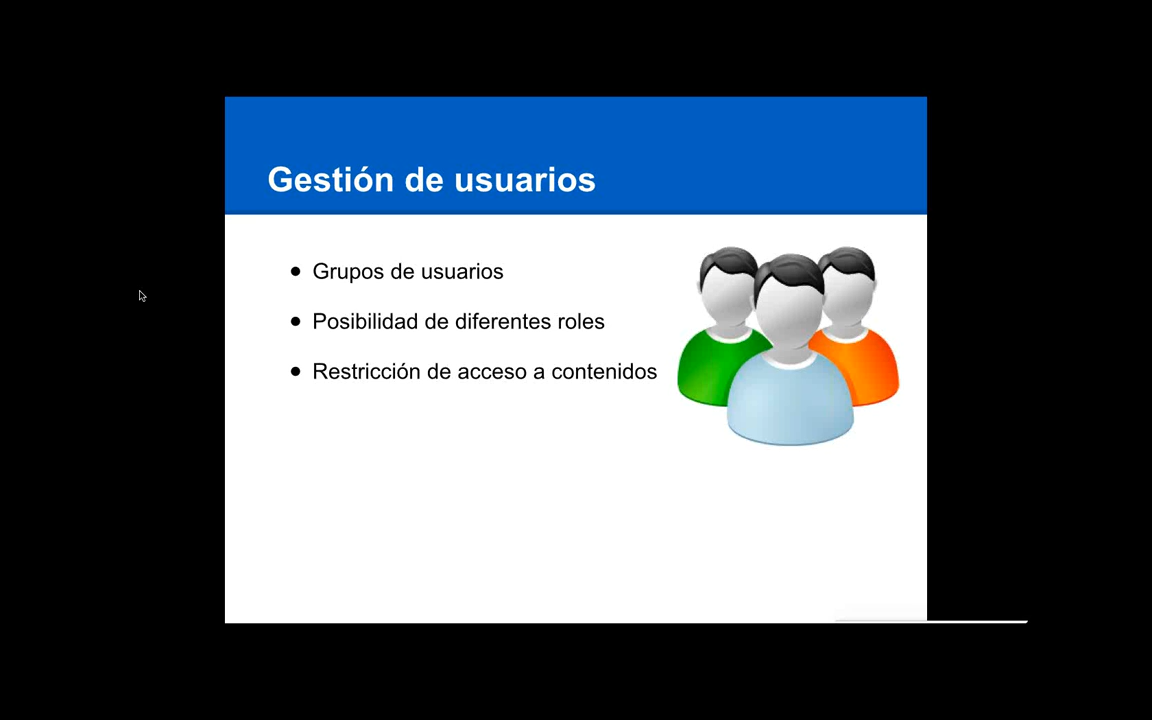 Gestión de usuarios
● Grupos de usuarios
● Posibilidad de diferentes roles
● Restricción de acceso a contenidos